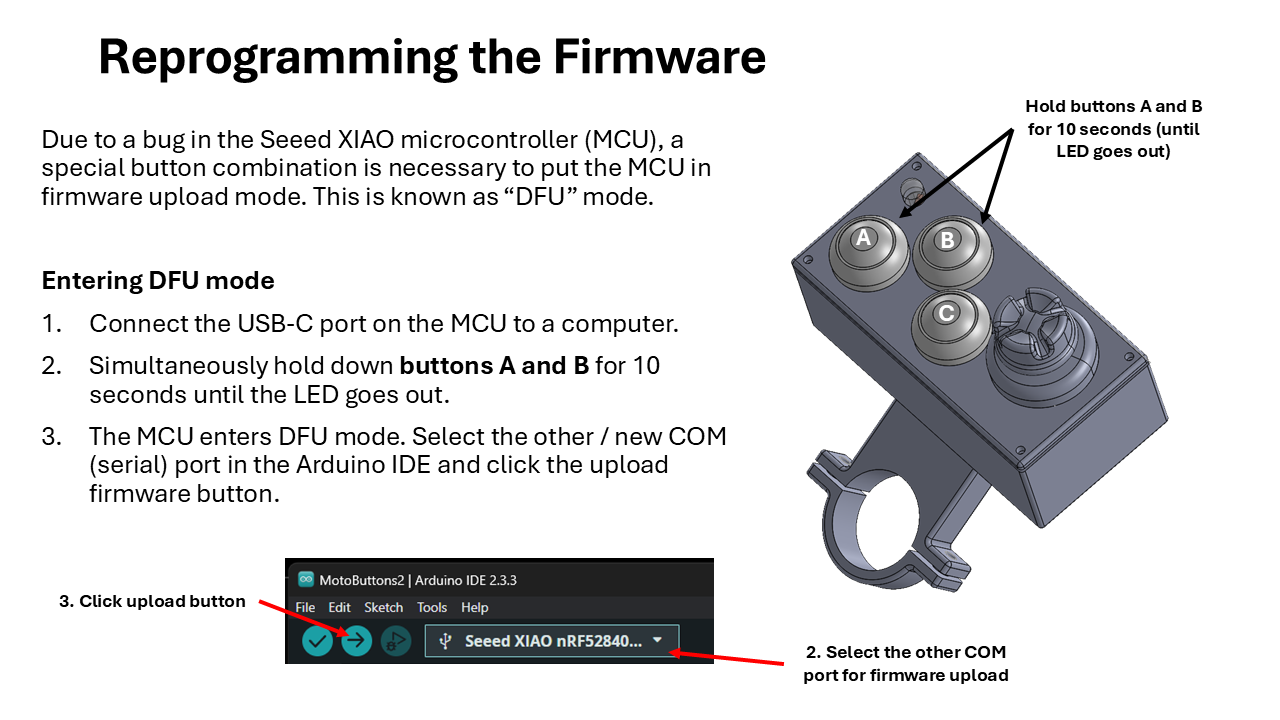 Reprogramming the Firmware
Due to a bug in the Seeed XIAO microcontroller (MCU), a
special button combination is necessary to put the MCU in
firmware upload mode. This is known as “DFU” mode.
Entering DFU mode
1. Connect the USB-C port on the MCU to a computer.
2. Simultaneously hold down buttons A and B for 10
seconds until the LED goes out.
3. The MCU enters DFU mode. Select the other / new COM
(serial) port in the Arduino IDE and click the upload
firmware button.
Hold buttons A and B
for 10 seconds (until
LED goes out)
A
B
C
3. Click upload button
MotoButtons2 | Arduino IDE 2.3.3
File Edit Sketch Tools Help
Seeed XIAO nRF52840...
2. Select the other COM
port for firmware upload